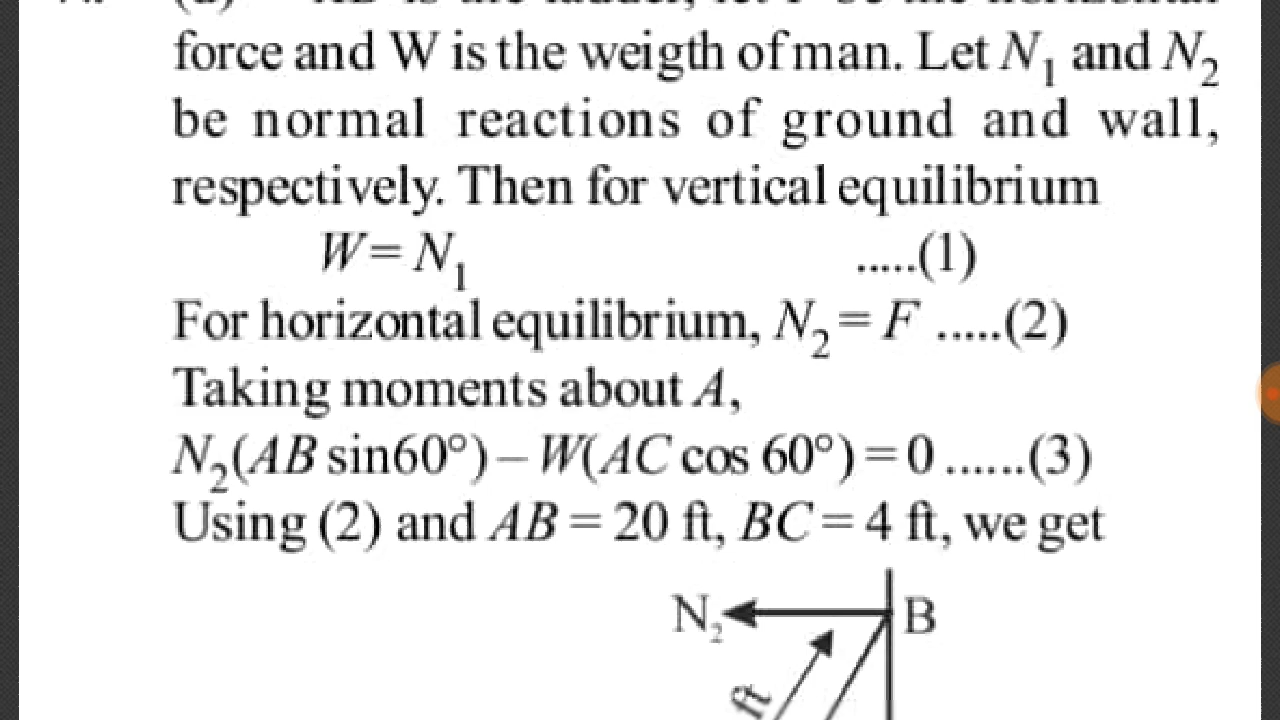 force and W is the weigth of man. Let N₁ and N₂
be normal reactions of ground and wall,
respectively. Then for vertical equilibrium
W = N₁ .....(1)
For horizontal equilibrium, N₂ = F .....(2)
Taking moments about A,
N₂(AB sin60°) – W(AC cos 60°) = 0 ......(3)
Using (2) and AB = 20 ft, BC = 4 ft, we get
N₂ B
ft